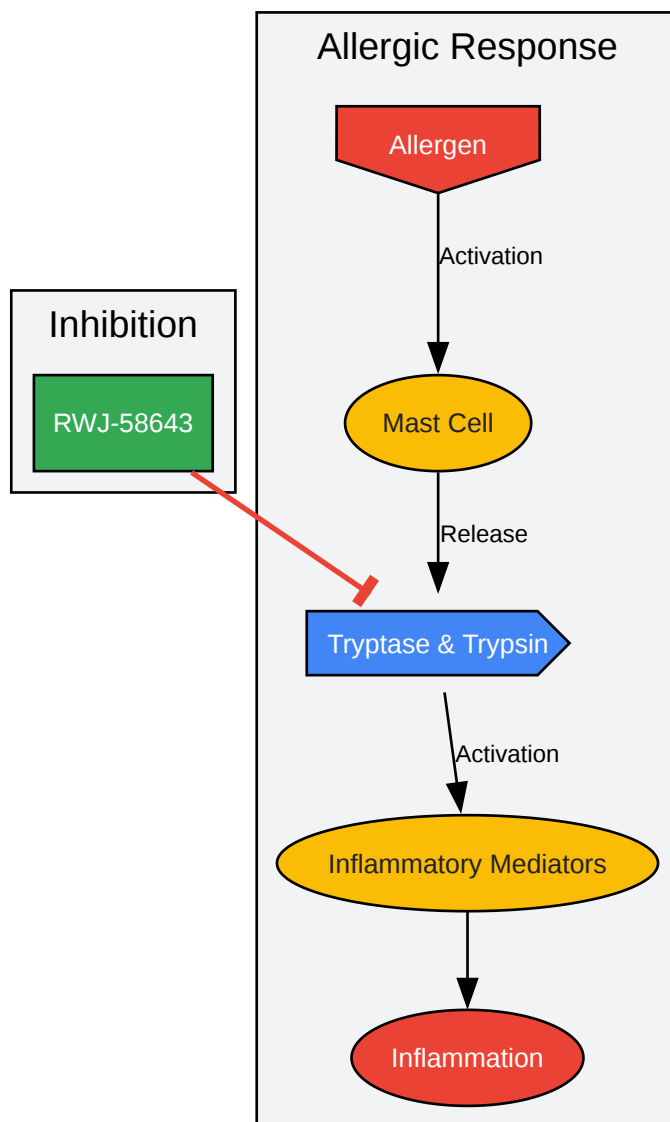 Allergic Response
Allergen
Activation
Inhibition
RWJ-58643
Mast Cell
Release
Tryptase & Trypsin
Activation
Inflammatory Mediators
Inflammation